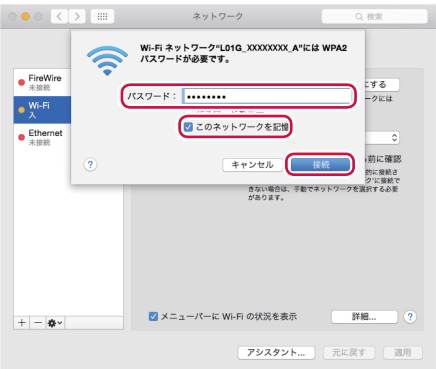 ネットワーク
検索
Wi-Fi ネットワーク"L01G_XXXXXXXX_A"には WPA2
パスワードが必要です。
パスワード： ••••••••
このネットワークを記憶
? キャンセル 接続
FireWire
未接続
Wi-Fi
入
Ethernet
未接続
にする
ークには
前に確認
的に接続さ
ク"に接続で
きない場合は、手動でネットワークを選択する必要
があります。
メニューバーに Wi-Fi の状況を表示
詳細... ?
+ −
アシスタント... 元に戻す 適用